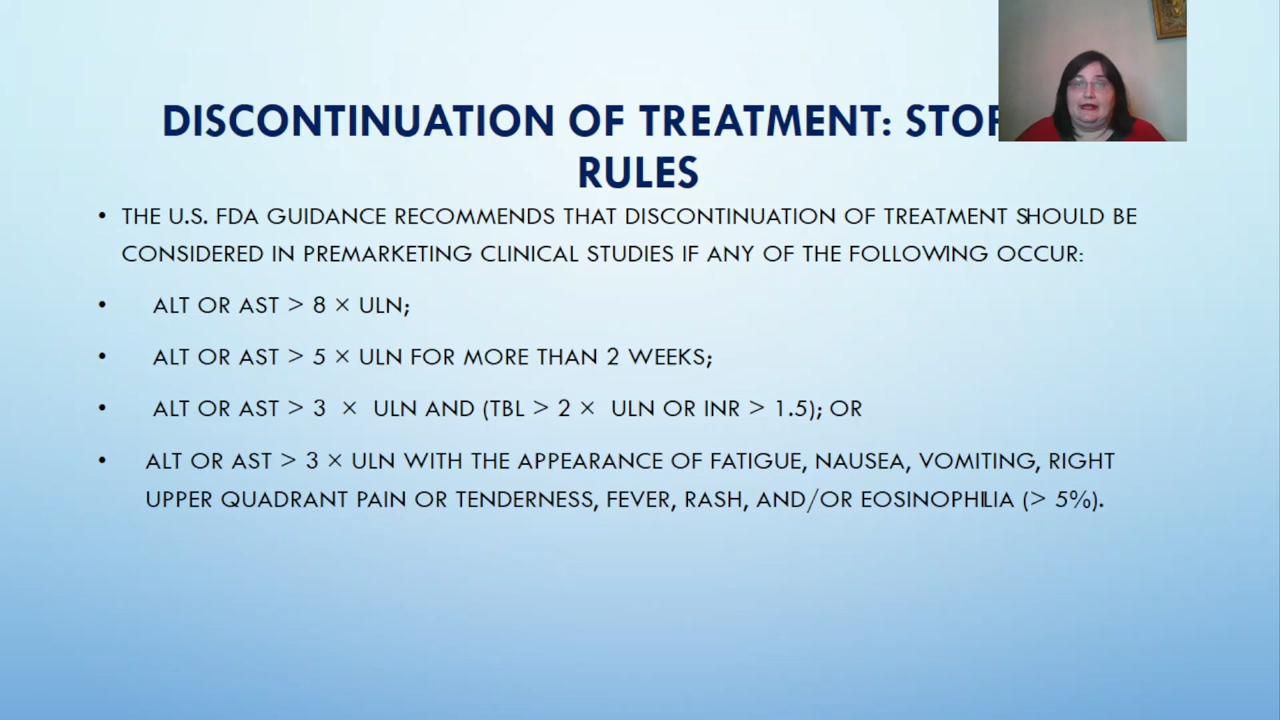 DISCONTINUATION OF TREATMENT:
RULES
• THE U.S. FDA GUIDANCE RECOMMENDS THAT DISCONTINUATION OF TREATMENT SHOULD BE
CONSIDERED IN PREMARKETING CLINICAL STUDIES IF ANY OF THE FOLLOWING OCCUR:
• ALT OR AST > 8 × ULN;
• ALT OR AST > 5 × ULN FOR MORE THAN 2 WEEKS;
• ALT OR AST > 3 × ULN AND (TBL > 2 × ULN OR INR > 1.5); OR
• ALT OR AST > 3 × ULN WITH THE APPEARANCE OF FATIGUE, NAUSEA, VOMITING, RIGHT
UPPER QUADRANT PAIN OR TENDERNESS, FEVER, RASH, AND/OR EOSINOPHILIA (> 5%).